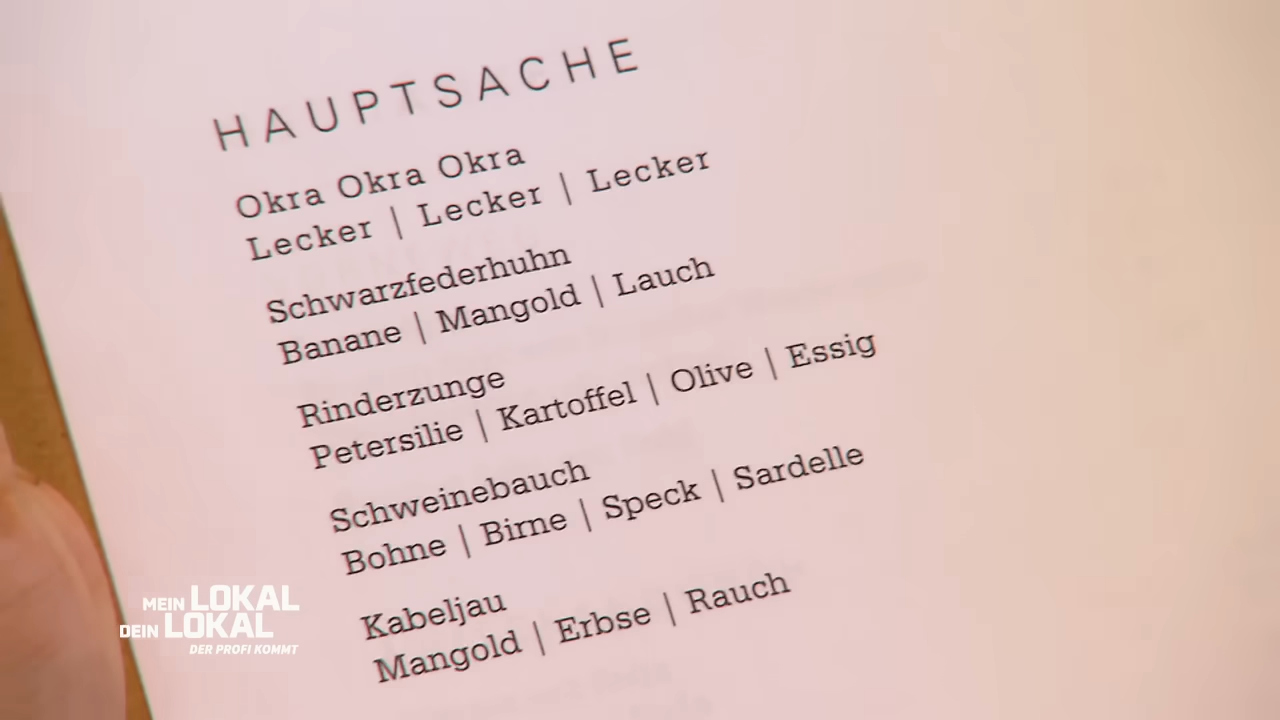 HAUPTSACHE
Okra Okra Okra
Lecker | Lecker | Lecker
Schwarzfederhuhn
Banane | Mangold | Lauch
Rinderzunge
Petersilie | Kartoffel | Olive | Essig
Schweinebauch
Bohne | Birne | Speck | Sardelle
Kabeljau
Mangold | Erbse | Rauch
MEIN LOKAL
DEIN LOKAL
DER PROFI KOMMT